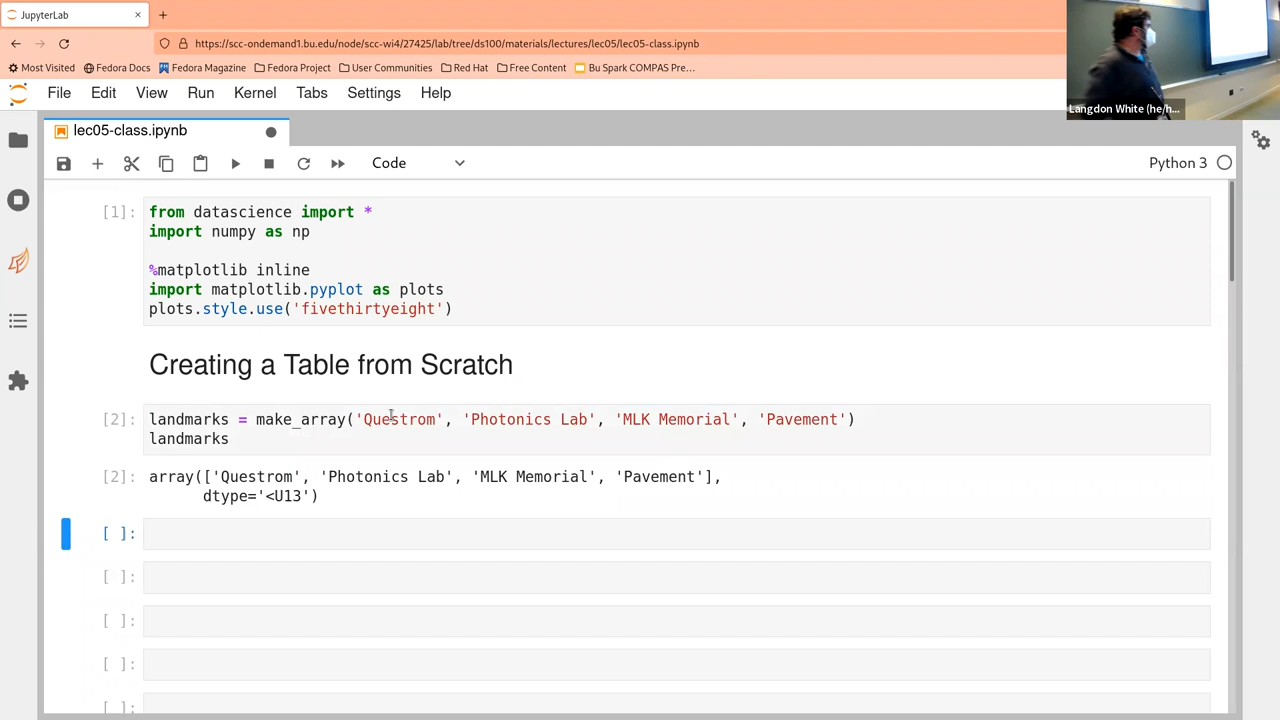 JupyterLab
https://scc-ondemand1.bu.edu/node/scc-wi4/27425/lab/tree/ds100/materials/lectures/lec05/lec05-class.ipynb
Most Visited Fedora Docs Fedora Magazine Fedora Project User Communities Red Hat Free Content Bu Spark COMPAS Pre...
Langdon White (he/h...
File Edit View Run Kernel Tabs Settings Help
lec05-class.ipynb
Code Python 3
[1]: from datascience import *
import numpy as np
%matplotlib inline
import matplotlib.pyplot as plots
plots.style.use('fivethirtyeight')
Creating a Table from Scratch
[2]: landmarks = make_array('Questrom', 'Photonics Lab', 'MLK Memorial', 'Pavement')
landmarks
[2]: array(['Questrom', 'Photonics Lab', 'MLK Memorial', 'Pavement'],
dtype='<U13')
[ ]:
[ ]:
[ ]:
[ ]:
[ ]: